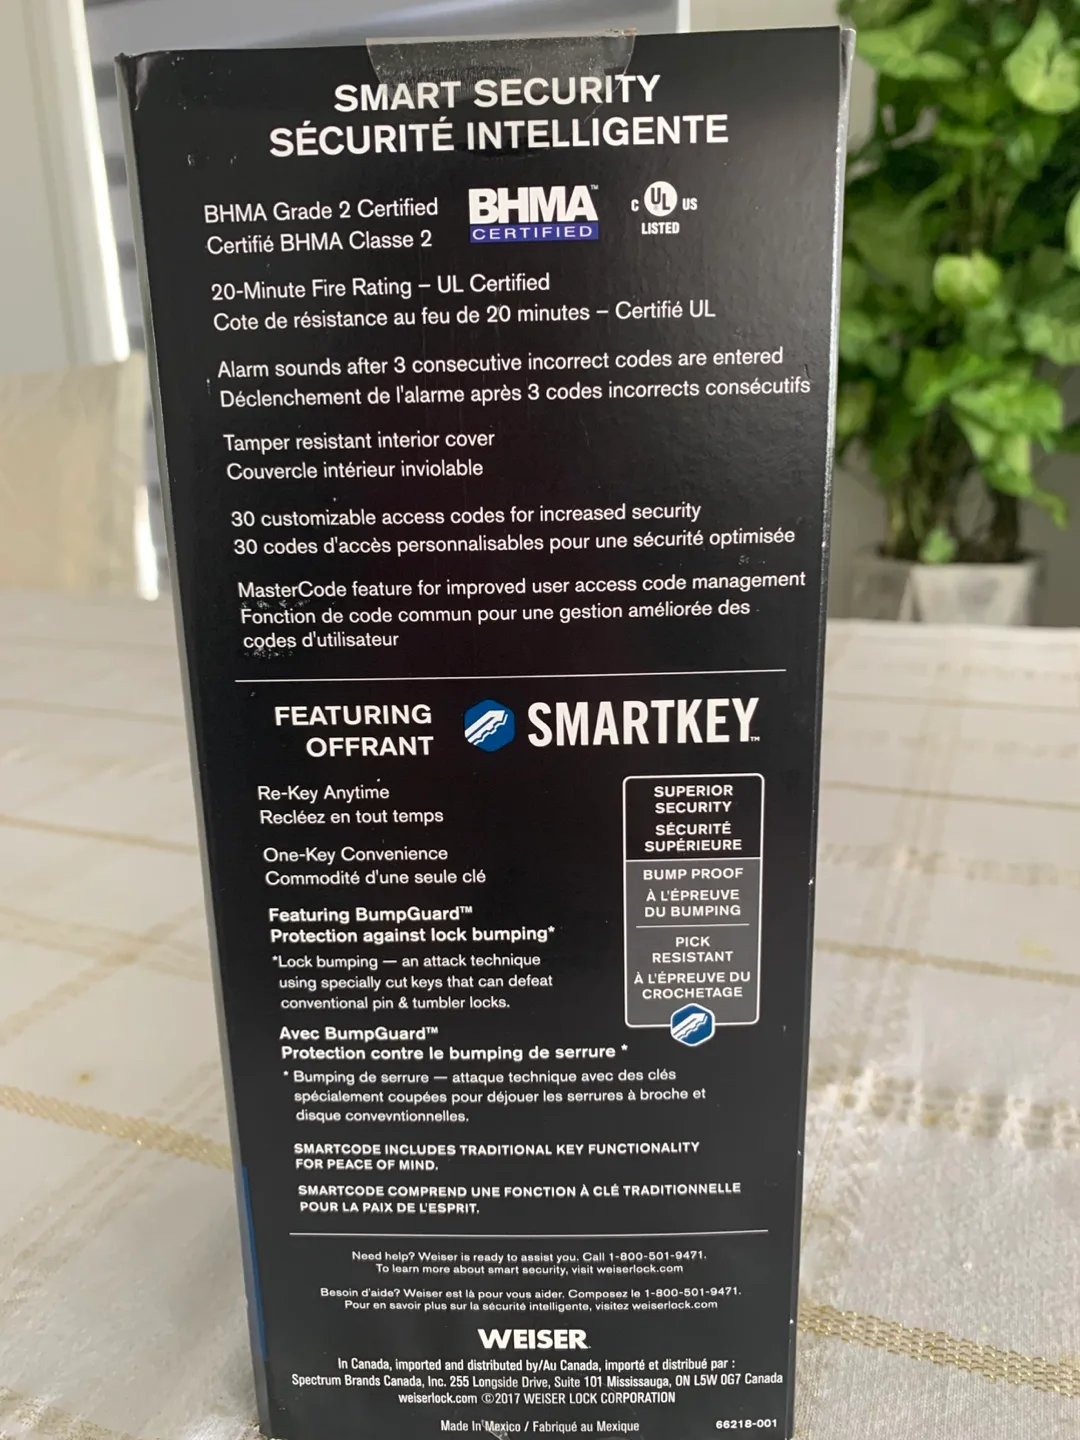 SMART SECURITY
SÉCURITÉ INTELLIGENTE
BHMA Grade 2 Certified
Certifié BHMA Classe 2
BHMA™
CERTIFIED
C UL US
LISTED
20-Minute Fire Rating – UL Certified
Cote de résistance au feu de 20 minutes – Certifié UL
Alarm sounds after 3 consecutive incorrect codes are entered
Déclenchement de l'alarme après 3 codes incorrects consécutifs
Tamper resistant interior cover
Couvercle intérieur inviolable
30 customizable access codes for increased security
30 codes d'accès personnalisables pour une sécurité optimisée
MasterCode feature for improved user access code management
Fonction de code commun pour une gestion améliorée des
codes d'utilisateur
FEATURING
OFFRANT
SMARTKEY™
Re-Key Anytime
Recléez en tout temps
One-Key Convenience
Commodité d'une seule clé
Featuring BumpGuard™
Protection against lock bumping*
*Lock bumping — an attack technique
using specially cut keys that can defeat
conventional pin & tumbler locks.
Avec BumpGuard™
Protection contre le bumping de serrure *
* Bumping de serrure — attaque technique avec des clés
spécialement coupées pour déjouer les serrures à broche et
disque convevntionnelles.
SUPERIOR
SECURITY
SÉCURITÉ
SUPÉRIEURE
BUMP PROOF
À L'ÉPREUVE
DU BUMPING
PICK
RESISTANT
À L'ÉPREUVE DU
CROCHETAGE
SMARTCODE INCLUDES TRADITIONAL KEY FUNCTIONALITY
FOR PEACE OF MIND.
SMARTCODE COMPREND UNE FONCTION À CLÉ TRADITIONNELLE
POUR LA PAIX DE L'ESPRIT.
Need help? Weiser is ready to assist you. Call 1-800-501-9471.
To learn more about smart security, visit weiserlock.com
Besoin d'aide? Weiser est là pour vous aider. Composez le 1-800-501-9471.
Pour en savoir plus sur la sécurité intelligente, visitez weiserlock.com
WEISER
In Canada, imported and distributed by/Au Canada, importé et distribué par :
Spectrum Brands Canada, Inc. 255 Longside Drive, Suite 101 Mississauga, ON L5W 0G7 Canada
weiserlock.com ©2017 WEISER LOCK CORPORATION
Made In Mexico / Fabriqué au Mexique
66218-001